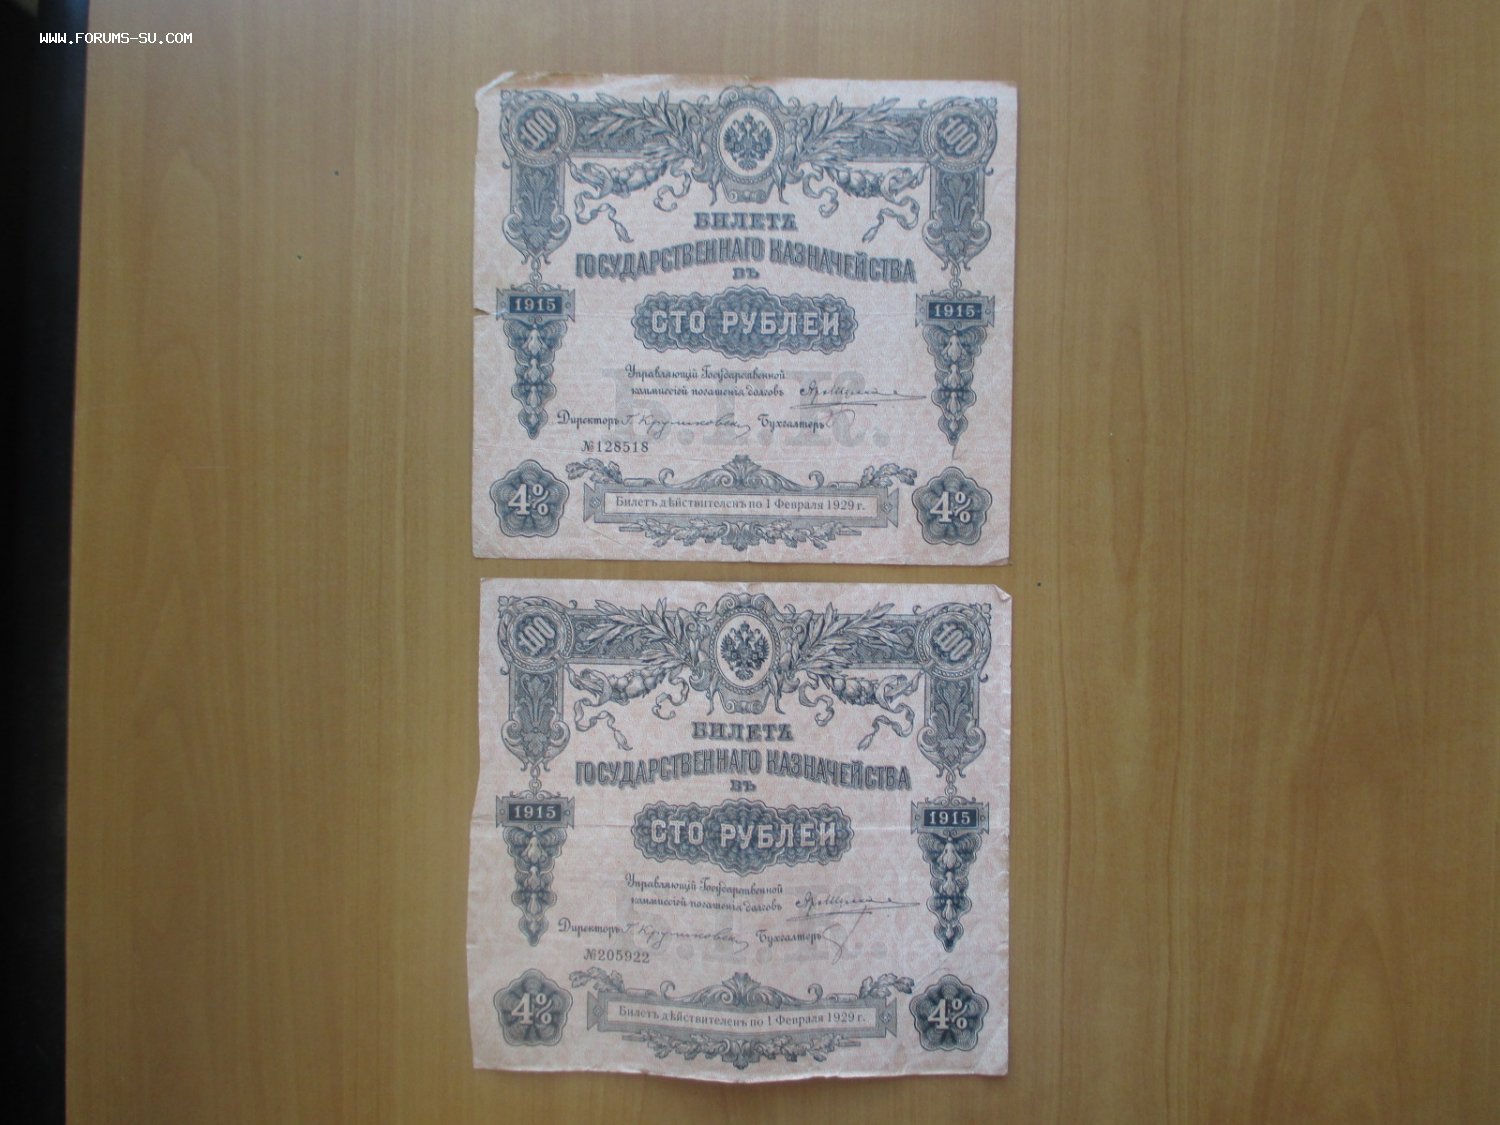 WWW.FORUMS-SU.COM
100 100
БИЛЕТЪ
ГОСУДАРСТВЕННАГО КАЗНАЧЕЙСТВА
ВЪ
1915 СТО РУБЛЕЙ 1915
Управляющій Государственной
коммиссіей погашенія долговъ
Директоръ Бухгалтеръ
№128518
4% 4%
Билетъ дѣйствителенъ по 1 Февраля 1929 г.
100 100
БИЛЕТЪ
ГОСУДАРСТВЕННАГО КАЗНАЧЕЙСТВА
ВЪ
1915 СТО РУБЛЕЙ 1915
Управляющій Государственной
коммиссіей погашенія долговъ
Директоръ Бухгалтеръ
№205922
4% 4%
Билетъ дѣйствителенъ по 1 Февраля 1929 г.